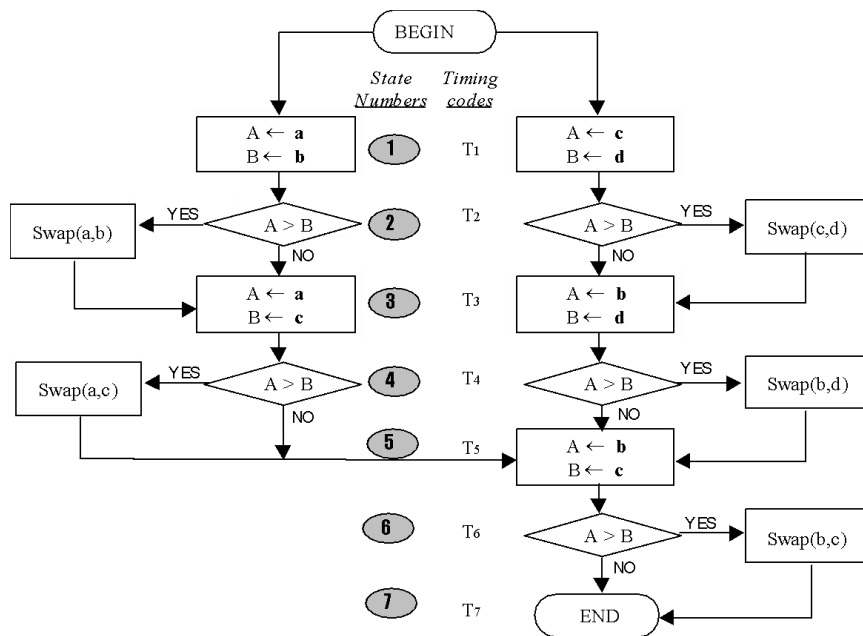 BEGIN
State Numbers
Timing codes
A ← a
B ← b
1
T1
A ← c
B ← d
YES
Swap(a,b)
A > B
NO
2
T2
A > B
NO
YES
Swap(c,d)
A ← a
B ← c
3
T3
A ← b
B ← d
YES
Swap(a,c)
A > B
NO
4
T4
A > B
NO
YES
Swap(b,d)
5
T5
A ← b
B ← c
6
T6
A > B
NO
YES
Swap(b,c)
7
T7
END